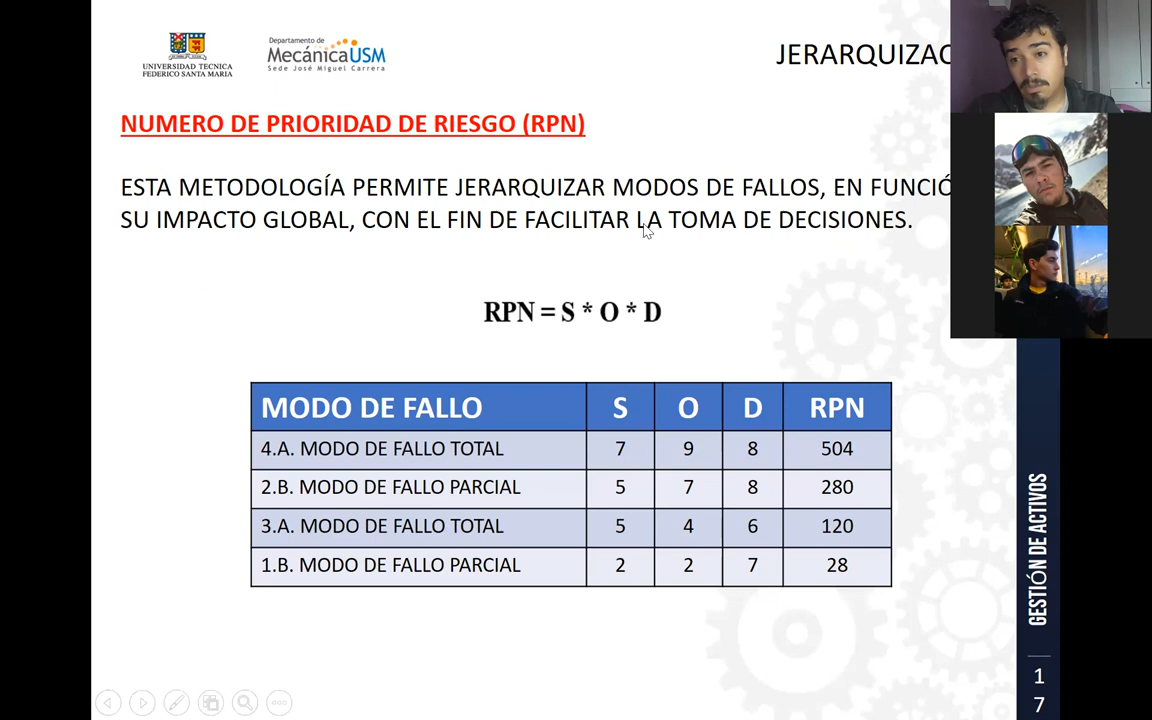 UNIVERSIDAD TECNICA
FEDERICO SANTA MARIA
Departamento de
MecánicaUSM
Sede José Miguel Carrera
JERARQUIZAC
NUMERO DE PRIORIDAD DE RIESGO (RPN)
ESTA METODOLOGÍA PERMITE JERARQUIZAR MODOS DE FALLOS, EN FUNCIÓ
SU IMPACTO GLOBAL, CON EL FIN DE FACILITAR LA TOMA DE DECISIONES.
RPN = S * O * D
MODO DE FALLO S O D RPN
4.A. MODO DE FALLO TOTAL 7 9 8 504
2.B. MODO DE FALLO PARCIAL 5 7 8 280
3.A. MODO DE FALLO TOTAL 5 4 6 120
1.B. MODO DE FALLO PARCIAL 2 2 7 28
GESTIÓN DE ACTIVOS
1
7